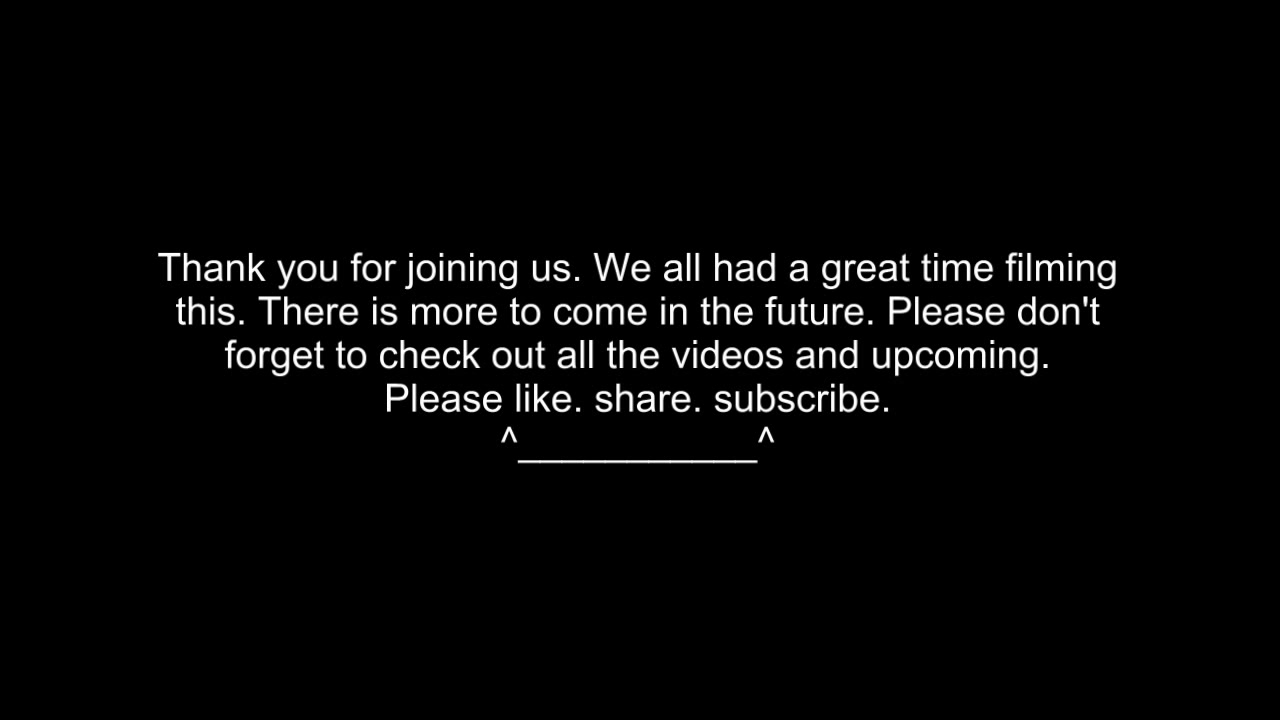 Thank you for joining us. We all had a great time filming
this. There is more to come in the future. Please don't
forget to check out all the videos and upcoming.
Please like. share. subscribe.
^___________^